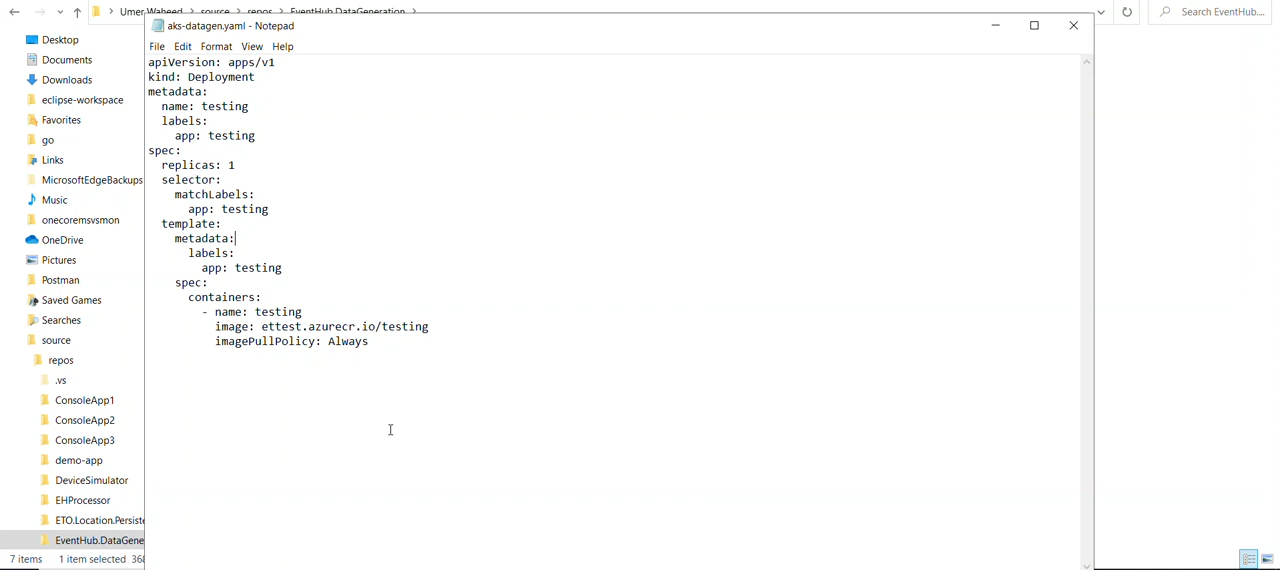 Umer Waheed > source > repos > EventHub.DataGeneration >
Search EventHub....
aks-datagen.yaml - Notepad
File Edit Format View Help
Desktop
Documents
Downloads
eclipse-workspace
Favorites
go
Links
MicrosoftEdgeBackups
Music
onecoremsvsmon
OneDrive
Pictures
Postman
Saved Games
Searches
source
repos
.vs
ConsoleApp1
ConsoleApp2
ConsoleApp3
demo-app
DeviceSimulator
EHProcessor
ETO.Location.Persiste
EventHub.DataGene
7 items 1 item selected 368
apiVersion: apps/v1
kind: Deployment
metadata:
  name: testing
  labels:
    app: testing
spec:
  replicas: 1
  selector:
    matchLabels:
      app: testing
  template:
    metadata:
      labels:
        app: testing
    spec:
      containers:
        - name: testing
          image: ettest.azurecr.io/testing
          imagePullPolicy: Always